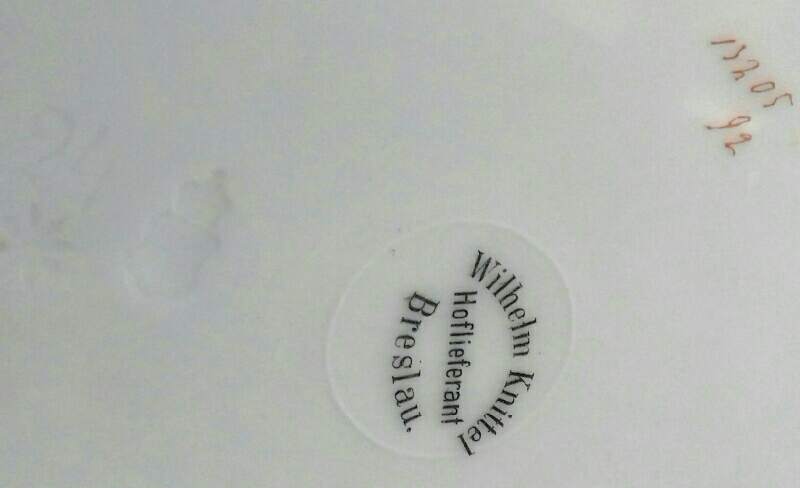 Wilhelm Knittel
Hoflieferant
Breslau.
13205
92